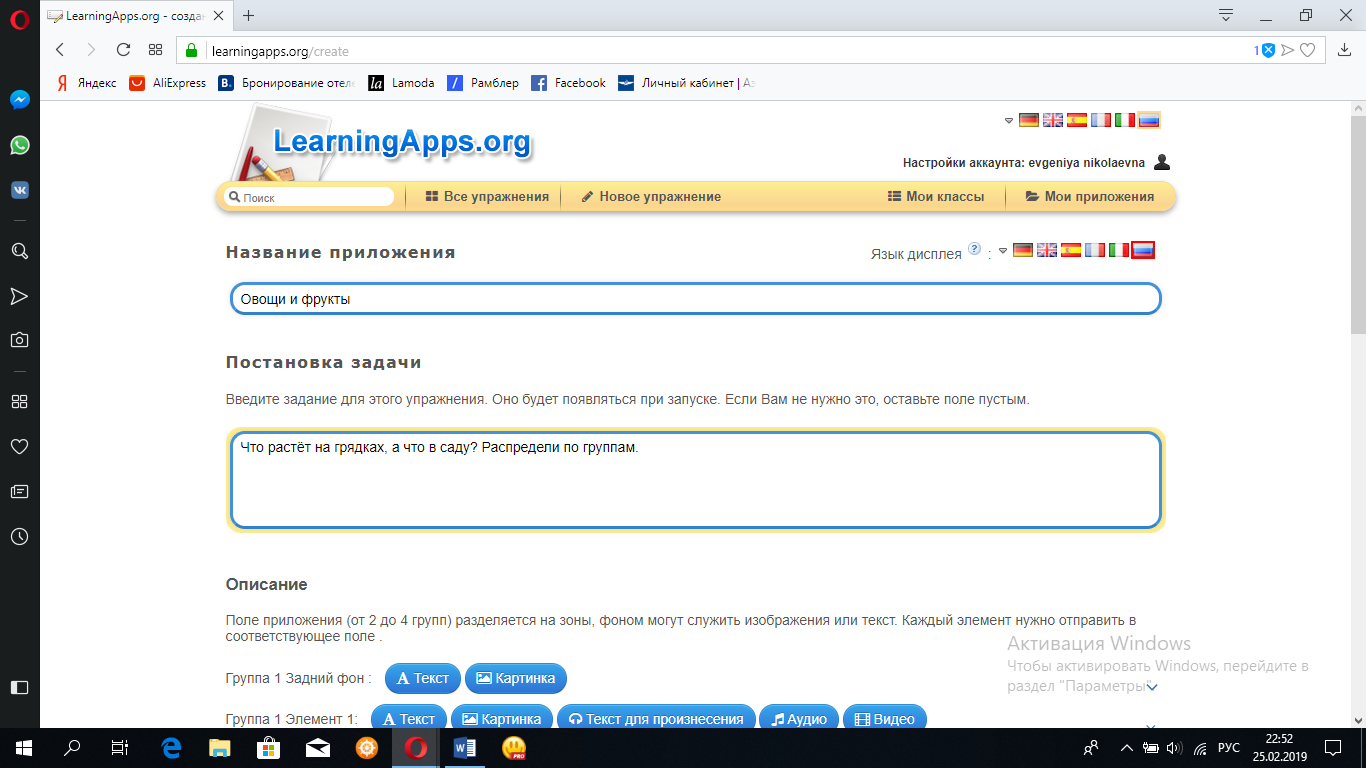 LearningApps.org - создан
learningapps.org/create
1
Яндекс
AliExpress
B.
Бронирование отел
la
Lamoda
Рамблер
Facebook
Личный кабинет | Аэ
LearningApps.org
Настройки аккаунта: evgeniya nikolaevna
Поиск
Все упражнения
Новое упражнение
Мои классы
Мои приложения
Название приложения
Язык дисплея ? :
Овощи и фрукты
Постановка задачи
Введите задание для этого упражнения. Оно будет появляться при запуске. Если Вам не нужно это, оставьте поле пустым.
Что растёт на грядках, а что в саду? Распредели по группам.
Описание
Поле приложения (от 2 до 4 групп) разделяется на зоны, фоном могут служить изображения или текст. Каждый элемент нужно отправить в
соответствующее поле .
Активация Windows
Чтобы активировать Windows, перейдите в
раздел "Параметры".
Группа 1 Задний фон :
A Текст
Картинка
Группа 1 Элемент 1:
A Текст
Картинка
Текст для произнесения
Аудио
Видео
PRO
РУС
22:52
25.02.2019